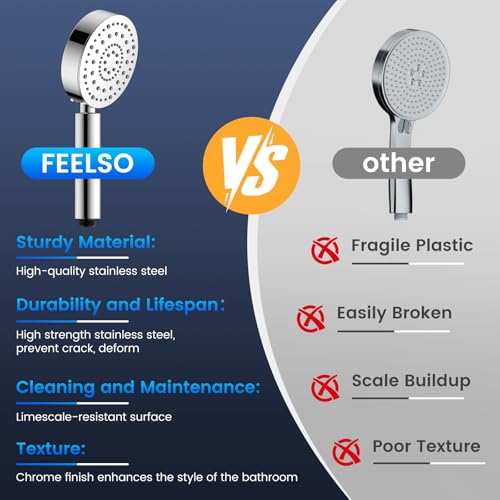 VS
FEELSO
other
Sturdy Material:
High-quality stainless steel
Durability and Lifespan:
High strength stainless steel,
prevent crack, deform
Cleaning and Maintenance:
Limescale-resistant surface
Texture:
Chrome finish enhances the style of the bathroom
Fragile Plastic
Easily Broken
Scale Buildup
Poor Texture